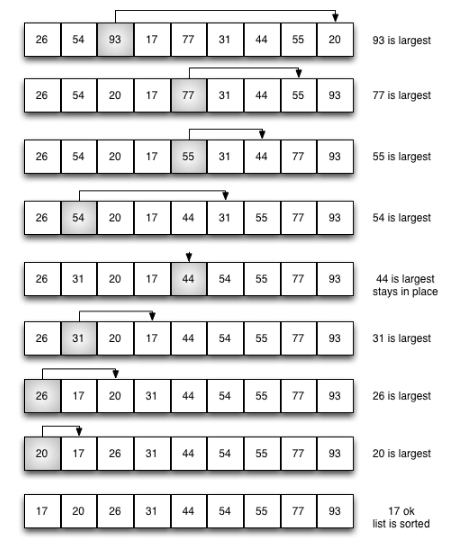 26 54 93 17 77 31 44 55 20 93 is largest
26 54 20 17 77 31 44 55 93 77 is largest
26 54 20 17 55 31 44 77 93 55 is largest
26 54 20 17 44 31 55 77 93 54 is largest
26 31 20 17 44 54 55 77 93 44 is largest
stays in place
26 31 20 17 44 54 55 77 93 31 is largest
26 17 20 31 44 54 55 77 93 26 is largest
20 17 26 31 44 54 55 77 93 20 is largest
17 20 26 31 44 54 55 77 93 17 ok
list is sorted